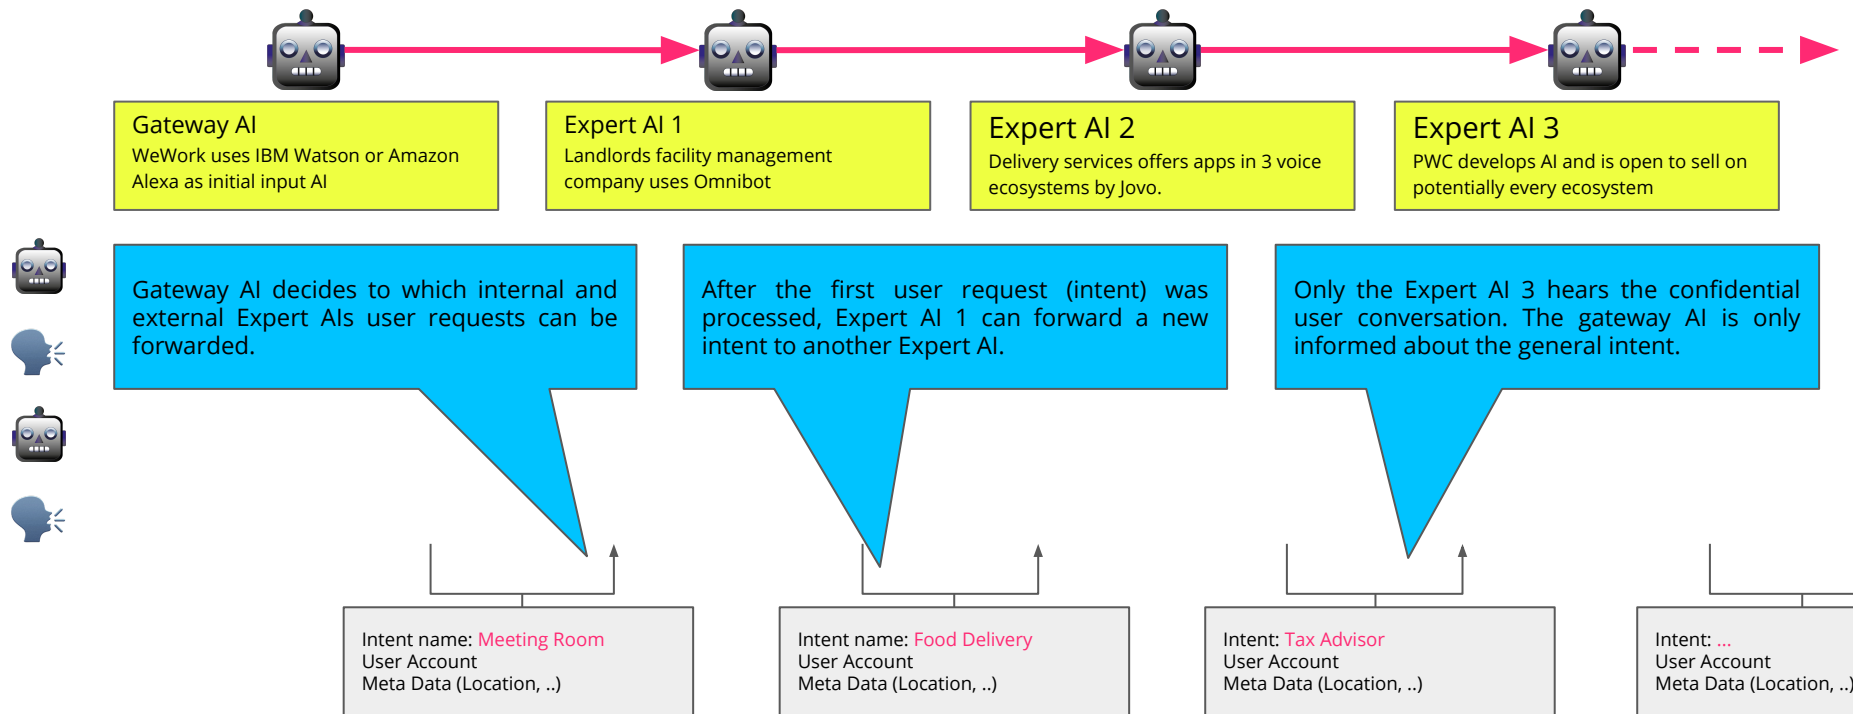 Gateway AI
WeWork uses IBM Watson or Amazon
Alexa as initial input AI
Expert AI 1
Landlords facility management
company uses Omnibot
Expert AI 2
Delivery services offers apps in 3 voice
ecosystems by Jovo.
Expert AI 3
PWC develops AI and is open to sell on
potentially every ecosystem
Gateway AI decides to which internal and
external Expert AIs user requests can be
forwarded.
After the first user request (intent) was
processed, Expert AI 1 can forward a new
intent to another Expert AI.
Only the Expert AI 3 hears the confidential
user conversation. The gateway AI is only
informed about the general intent.
Intent name: Meeting Room
User Account
Meta Data (Location, ..)
Intent name: Food Delivery
User Account
Meta Data (Location, ..)
Intent: Tax Advisor
User Account
Meta Data (Location, ..)
Intent: ...
User Account
Meta Data (Location, ..)